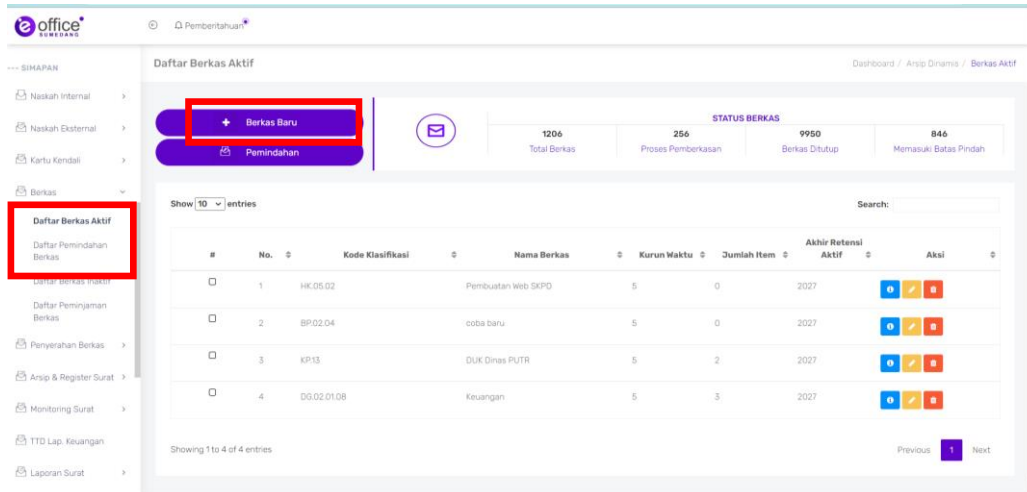 e office
SUMEDANG
Pemberitahuan
--- SIMAPAN
Naskah Internal
Naskah Eksternal
Kartu Kendali
Berkas
Daftar Berkas Aktif
Daftar Pemindahan
Berkas
Daftar Berkas Inaktif
Daftar Peminjaman
Berkas
Penyerahan Berkas
Arsip & Register Surat
Monitoring Surat
TTD Lap. Keuangan
Laporan Surat
Daftar Berkas Aktif
Dashboard / Arsip Dinamis / Berkas Aktif
+ Berkas Baru
Pemindahan
STATUS BERKAS
1206 256 9950 846
Total Berkas Proses Pemberkasan Berkas Ditutup Memasuki Batas Pindah
Show 10 entries
Search:
# No. Kode Klasifikasi Nama Berkas Kurun Waktu Jumlah Item Akhir Retensi Aktif Aksi
1 HK.05.02 Pembuatan Web SKPD 5 0 2027
2 BP.02.04 coba baru 5 0 2027
3 KP.13 DUK Dinas PUTR 5 2 2027
4 DG.02.01.08 Keuangan 5 3 2027
Showing 1 to 4 of 4 entries
Previous 1 Next